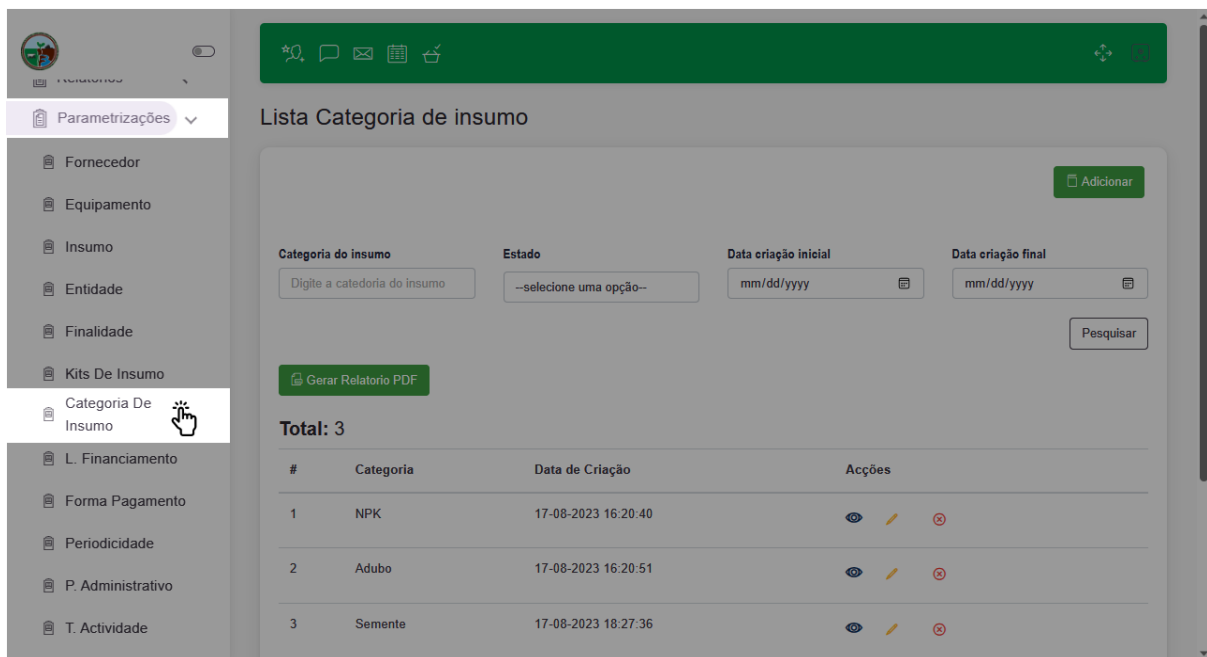 Relatórios
Parametrizações
Fornecedor
Equipamento
Insumo
Entidade
Finalidade
Kits De Insumo
Categoria De
Insumo
L. Financiamento
Forma Pagamento
Periodicidade
P. Administrativo
T. Actividade
Lista Categoria de insumo
Adicionar
Categoria do insumo Estado Data criação inicial Data criação final
Digite a catedoria do insumo --selecione uma opção-- mm/dd/yyyy mm/dd/yyyy
Pesquisar
Gerar Relatorio PDF
Total: 3
# Categoria Data de Criação Acções
1 NPK 17-08-2023 16:20:40
2 Adubo 17-08-2023 16:20:51
3 Semente 17-08-2023 18:27:36